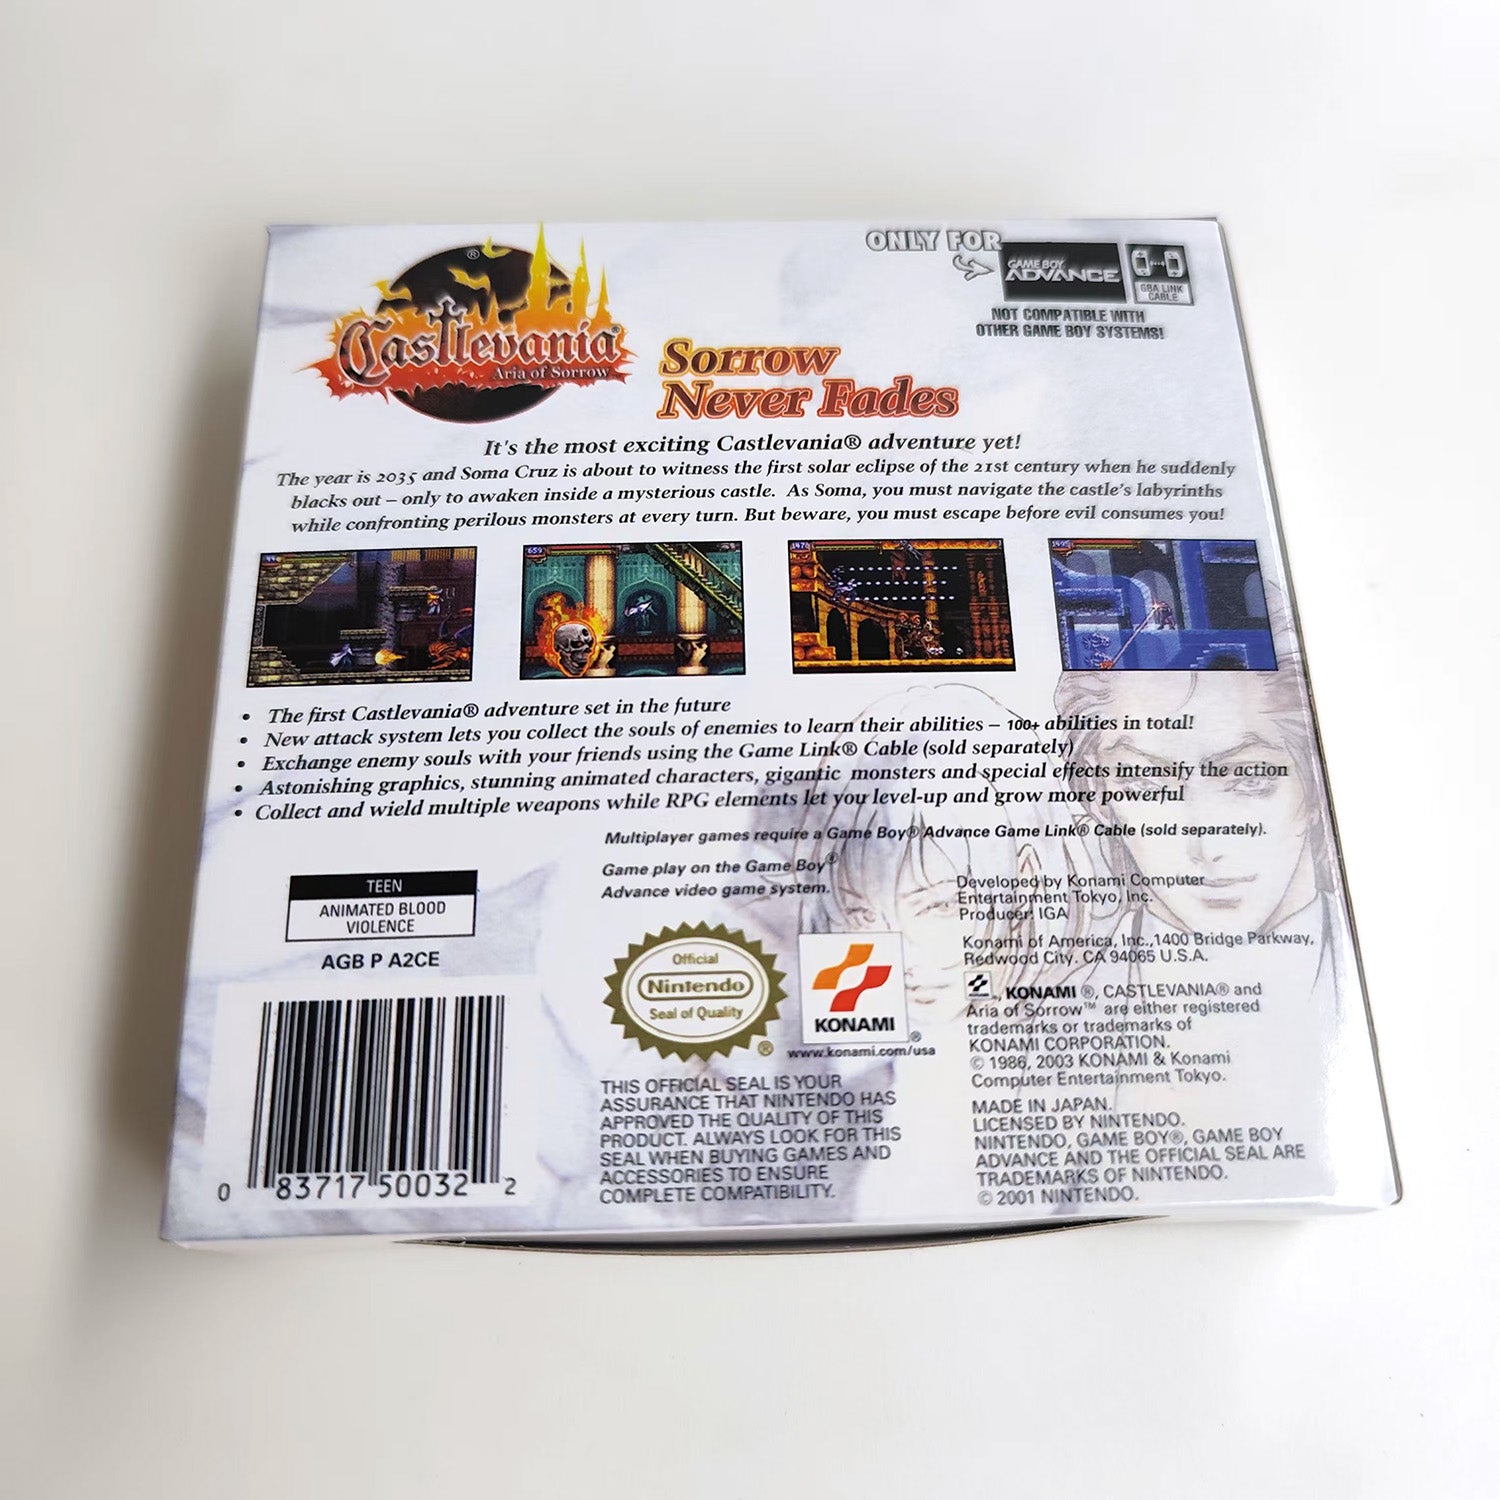 ONLY FOR
GAME BOY
ADVANCE
GBA LINK
CABLE
NOT COMPATIBLE WITH
OTHER GAME BOY SYSTEMS!
Castlevania®
Aria of Sorrow
Sorrow
Never Fades
It's the most exciting Castlevania® adventure yet!
The year is 2035 and Soma Cruz is about to witness the first solar eclipse of the 21st century when he suddenly
blacks out – only to awaken inside a mysterious castle. As Soma, you must navigate the castle's labyrinths
while confronting perilous monsters at every turn. But beware, you must escape before evil consumes you!
• The first Castlevania® adventure set in the future
• New attack system lets you collect the souls of enemies to learn their abilities – 100+ abilities in total!
• Exchange enemy souls with your friends using the Game Link® Cable (sold separately)
• Astonishing graphics, stunning animated characters, gigantic monsters and special effects intensify the action
• Collect and wield multiple weapons while RPG elements let you level-up and grow more powerful
Multiplayer games require a Game Boy® Advance Game Link® Cable (sold separately).
Game play on the Game Boy®
Advance video game system.
TEEN
ANIMATED BLOOD
VIOLENCE
AGB P A2CE
0 83717 50032 2
Official
Nintendo
Seal of Quality
®
KONAMI
®
www.konami.com/usa
THIS OFFICIAL SEAL IS YOUR
ASSURANCE THAT NINTENDO HAS
APPROVED THE QUALITY OF THIS
PRODUCT. ALWAYS LOOK FOR THIS
SEAL WHEN BUYING GAMES AND
ACCESSORIES TO ENSURE
COMPLETE COMPATIBILITY.
Developed by Konami Computer
Entertainment Tokyo, Inc.
Producer: IGA
Konami of America, Inc.,1400 Bridge Parkway,
Redwood City. CA 94065 U.S.A.
, KONAMI ®, CASTLEVANIA® and
Aria of Sorrow™ are either registered
trademarks or trademarks of
KONAMI CORPORATION.
© 1986, 2003 KONAMI & Konami
Computer Entertainment Tokyo.
MADE IN JAPAN.
LICENSED BY NINTENDO.
NINTENDO, GAME BOY®, GAME BOY
ADVANCE AND THE OFFICIAL SEAL ARE
TRADEMARKS OF NINTENDO.
© 2001 NINTENDO.